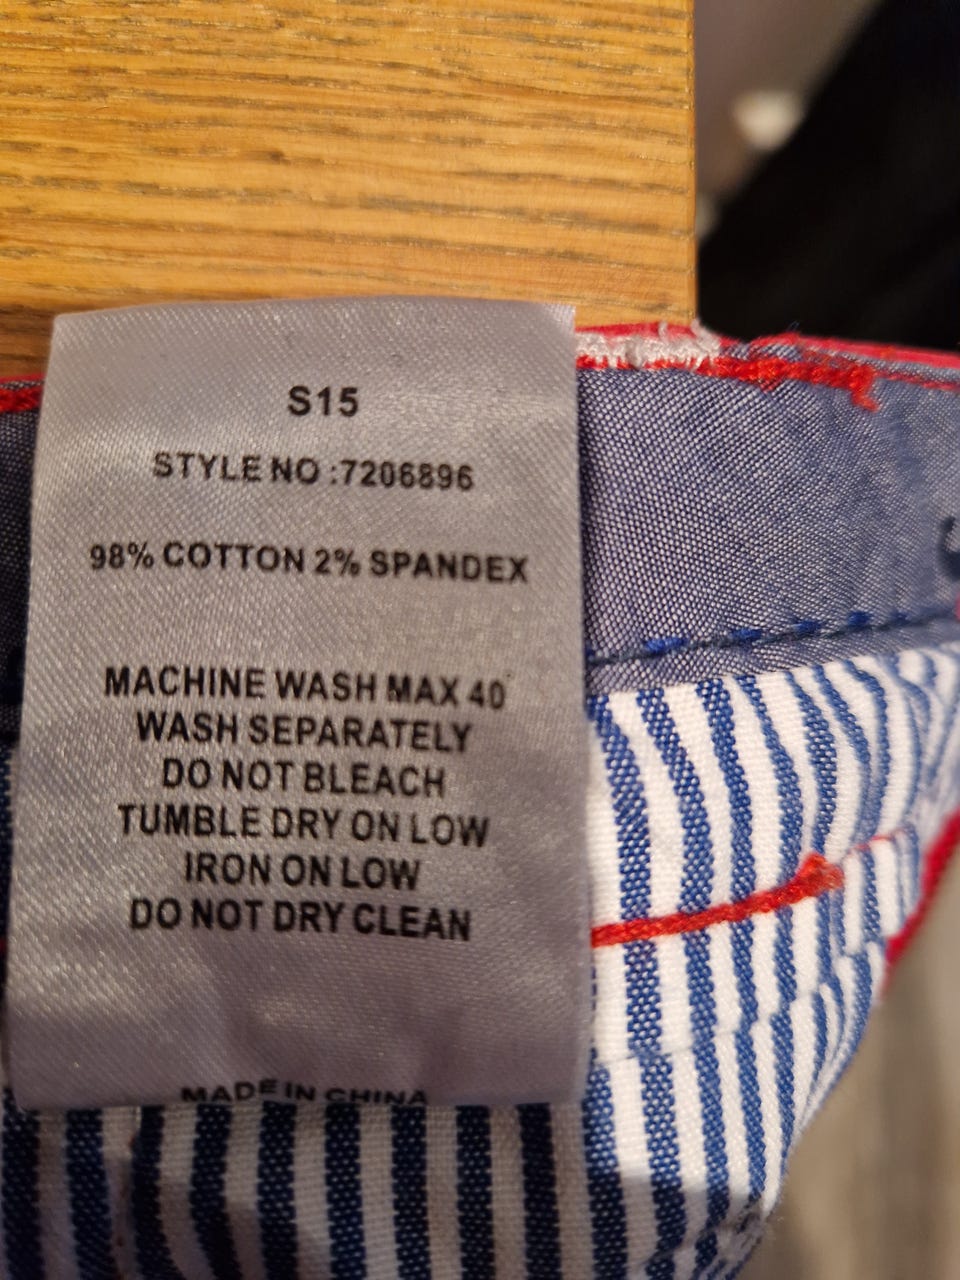 S15
STYLE NO :7206896
98% COTTON 2% SPANDEX
MACHINE WASH MAX 40°
WASH SEPARATELY
DO NOT BLEACH
TUMBLE DRY ON LOW
IRON ON LOW
DO NOT DRY CLEAN
MADE IN CHINA